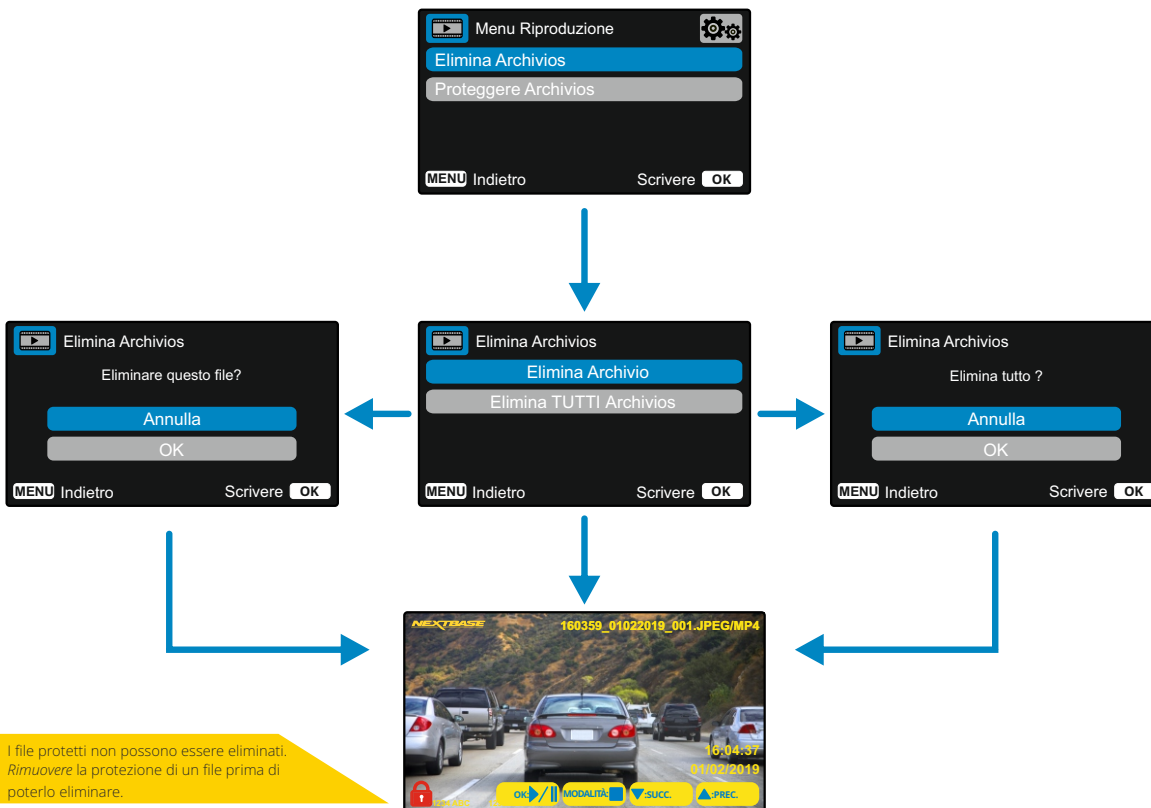 Menu Riproduzione
Elimina Archivios
Proteggere Archivios
MENU Indietro Scrivere OK
Elimina Archivios
Eliminare questo file?
Annulla
OK
MENU Indietro Scrivere OK
Elimina Archivios
Elimina Archivio
Elimina TUTTI Archivios
MENU Indietro Scrivere OK
Elimina Archivios
Elimina tutto ?
Annulla
OK
MENU Indietro Scrivere OK
NEXTBASE 160359_01022019_001.JPEG/MP4
16:04:37
01/02/2019
OK: MODALITÀ: :SUCC. :PREC.
I file protetti non possono essere eliminati.
Rimuovere la protezione di un file prima di
poterlo eliminare.